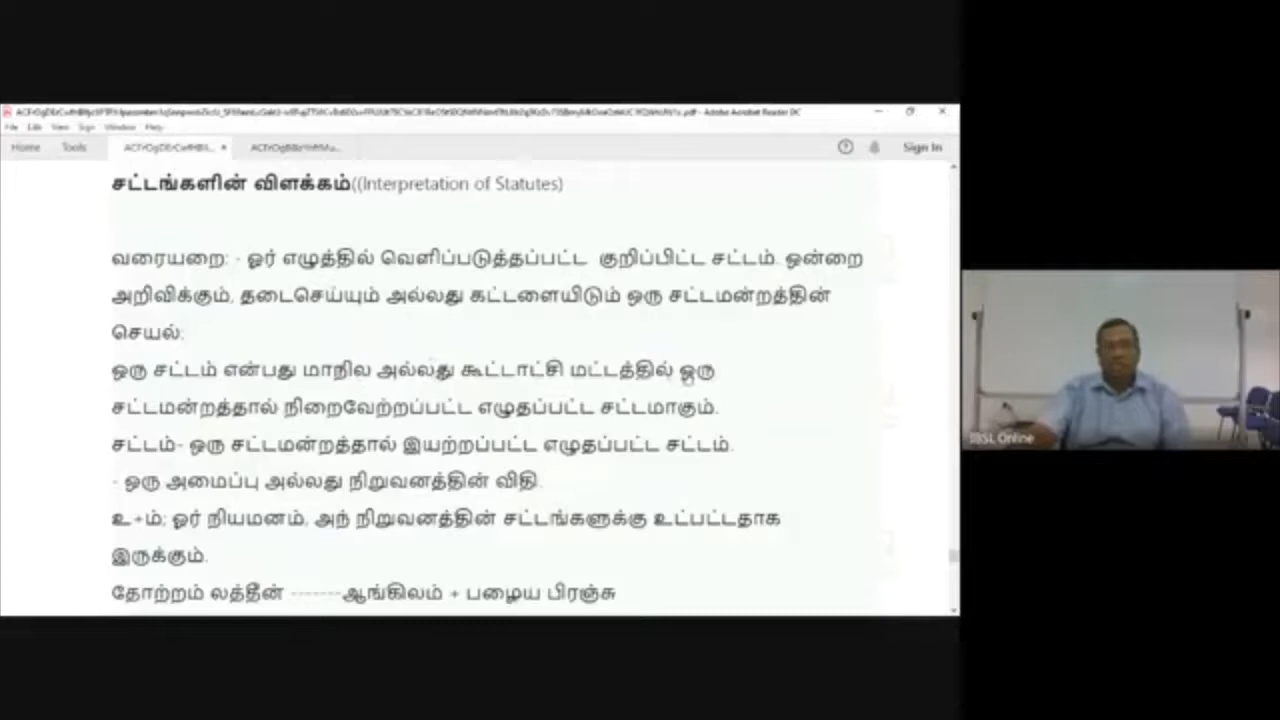 File Edit View Sign Window Help
Home Tools Sign In
சட்டங்களின் விளக்கம்((Interpretation of Statutes)
வரையறை: - ஓர் எழுத்தில் வெளிப்படுத்தப்பட்ட குறிப்பிட்ட சட்டம். ஒன்றை
அறிவிக்கும், தடைசெய்யும் அல்லது கட்டளையிடும் ஒரு சட்டமன்றத்தின்
செயல்:
ஒரு சட்டம் என்பது மாநில அல்லது கூட்டாட்சி மட்டத்தில் ஒரு
சட்டமன்றத்தால் நிறைவேற்றப்பட்ட எழுதப்பட்ட சட்டமாகும்.
சட்டம்- ஒரு சட்டமன்றத்தால் இயற்றப்பட்ட எழுதப்பட்ட சட்டம்.
- ஒரு அமைப்பு அல்லது நிறுவனத்தின் விதி.
உ+ம்; ஓர் நியமனம், அந் நிறுவனத்தின் சட்டங்களுக்கு உட்பட்டதாக
இருக்கும்.
தோற்றம் லத்தீன் -------ஆங்கிலம் + பழைய பிரஞ்சு
IBSL Online